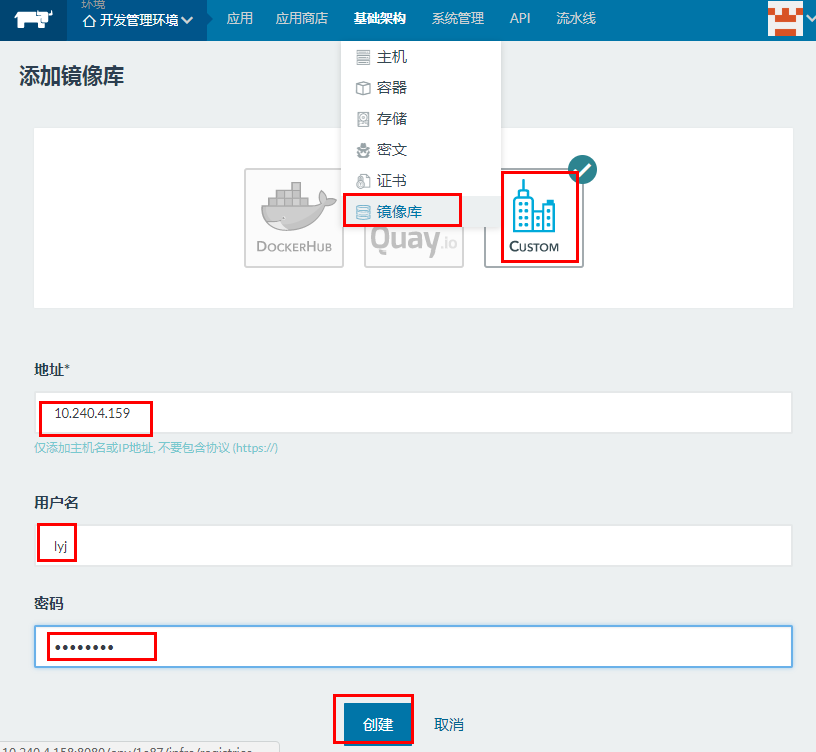 环境
开发管理环境
应用 应用商店 基础架构 系统管理 API 流水线
主机
容器
存储
密文
证书
镜像库
添加镜像库
DOCKERHUB
Quay.io
CUSTOM
地址*
10.240.4.159
仅添加主机名或IP地址, 不要包含协议 (https://)
用户名
lyj
密码
••••••••
创建 取消
10.240.4.158:8080/env/1a87/infra/registries